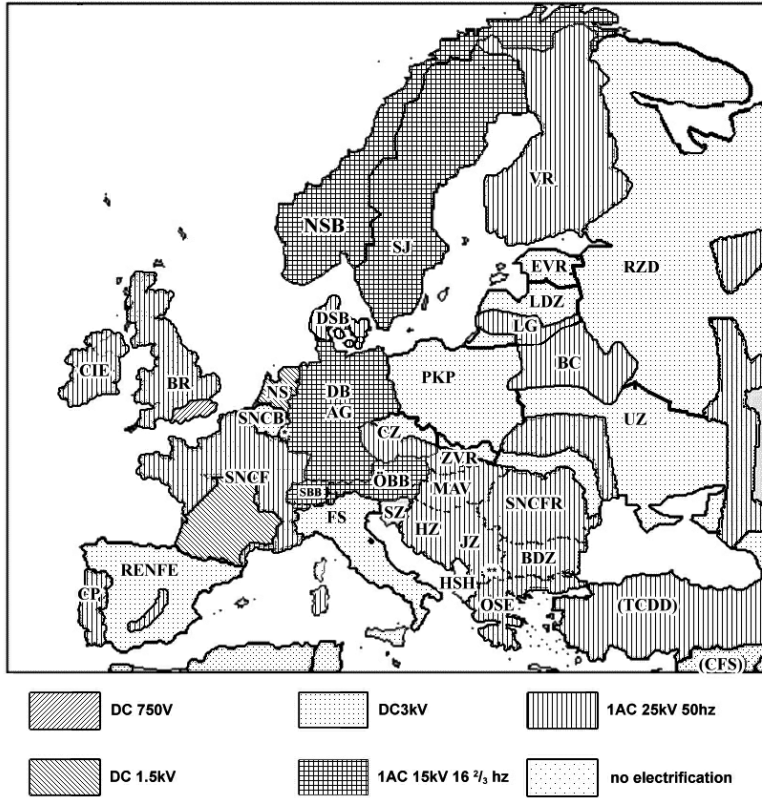 NSB
SJ
VR
EVR
RZD
LDZ
LG
BC
DSB
CIE
BR
NS
DB
AG
PKP
UZ
SNCB
*
CZ
SNCF
ZVR
ÖBB
SBB
MAV
SNCFR
FS
SZ
HZ
JZ
BDZ
RENFE
CP
HSH
**
OSE
(TCDD)
(CFS)
DC 750V
DC3kV
1AC 25kV 50hz
DC 1.5kV
1AC 15kV 16 ²/₃ hz
no electrification